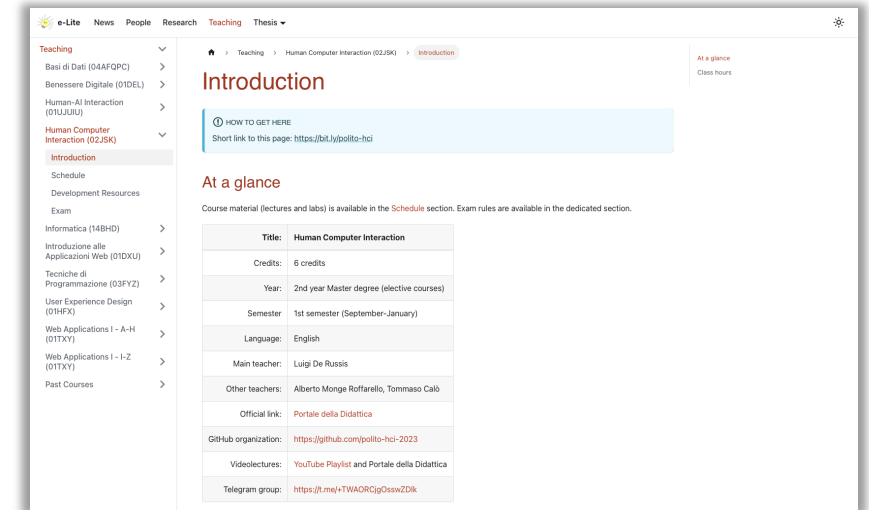 e-Lite News People Research Teaching Thesis
Teaching
Basi di Dati (04AFQPC)
Benessere Digitale (01DEL)
Human-AI Interaction
(01UJUIU)
Human Computer
Interaction (02JSK)
Introduction
Schedule
Development Resources
Exam
Informatica (14BHD)
Introduzione alle
Applicazioni Web (01DXU)
Tecniche di
Programmazione (03FYZ)
User Experience Design
(01HFX)
Web Applications I - A-H
(01TXY)
Web Applications I - I-Z
(01TXY)
Past Courses
Teaching > Human Computer Interaction (02JSK) > Introduction
Introduction
HOW TO GET HERE
Short link to this page: https://bit.ly/polito-hci
At a glance
Course material (lectures and labs) is available in the Schedule section. Exam rules are available in the dedicated section.
Title: Human Computer Interaction
Credits: 6 credits
Year: 2nd year Master degree (elective courses)
Semester 1st semester (September-January)
Language: English
Main teacher: Luigi De Russis
Other teachers: Alberto Monge Roffarello, Tommaso Calò
Official link: Portale della Didattica
GitHub organization: https://github.com/polito-hci-2023
Videolectures: YouTube Playlist and Portale della Didattica
Telegram group: https://t.me/+TWAORCjgOsswZDlk
At a glance
Class hours